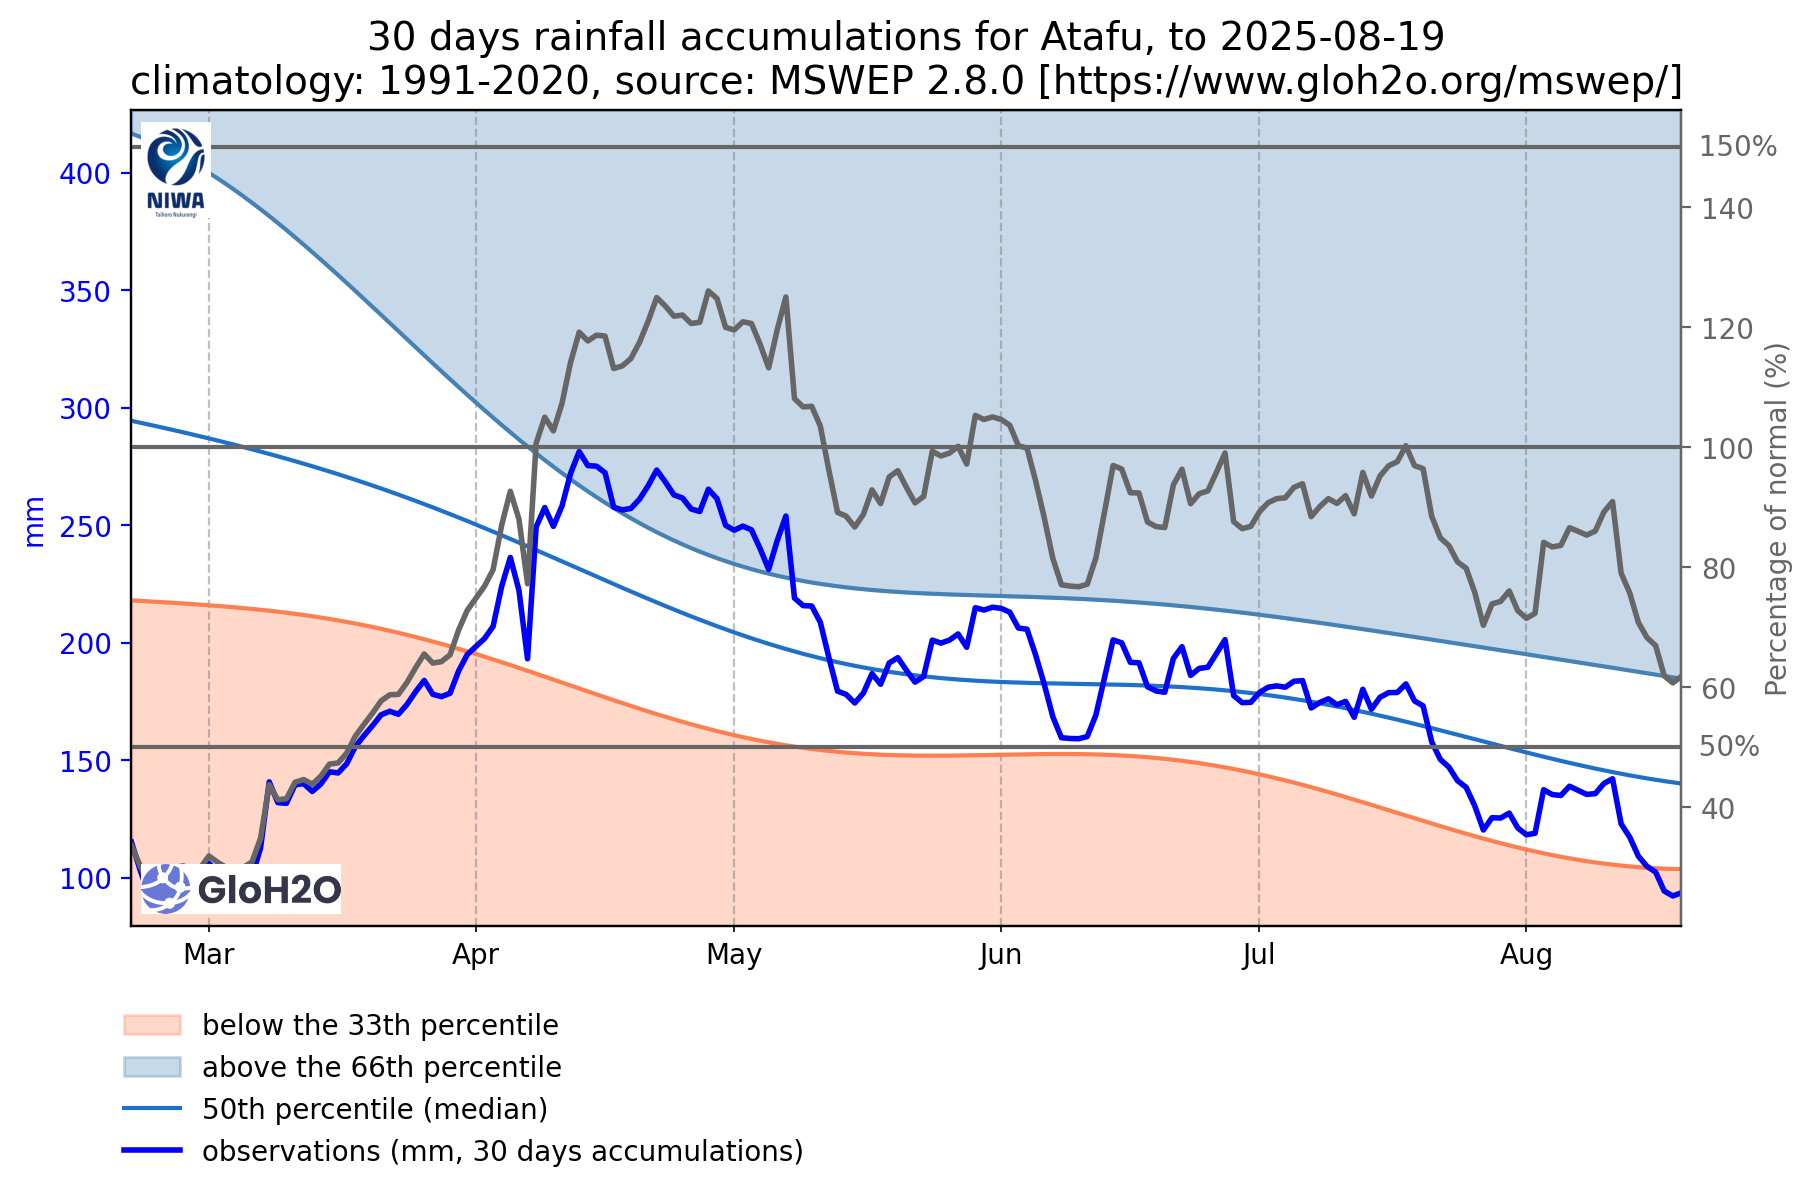 30 days rainfall accumulations for Atafu, to 2025-08-19
climatology: 1991-2020, source: MSWEP 2.8.0 [https://www.gloh2o.org/mswep/]
NIWA
Taihoro Nukurangi
mm
400
350
300
250
200
150
100
150%
140
120
100
80
60
50%
40
Percentage of normal (%)
GloH2O
Mar
Apr
May
Jun
Jul
Aug
below the 33th percentile
above the 66th percentile
50th percentile (median)
observations (mm, 30 days accumulations)